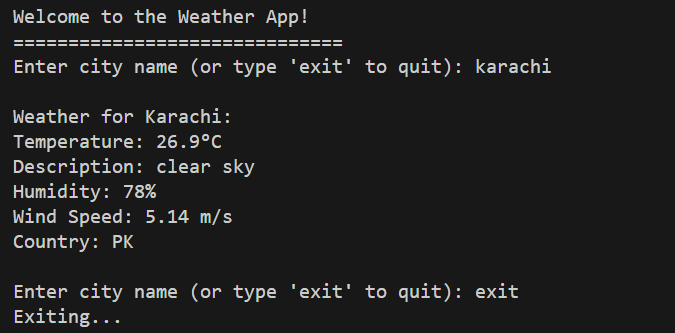 Welcome to the Weather App!
==============================
Enter city name (or type 'exit' to quit): karachi
Weather for Karachi:
Temperature: 26.9°C
Description: clear sky
Humidity: 78%
Wind Speed: 5.14 m/s
Country: PK
Enter city name (or type 'exit' to quit): exit
Exiting...